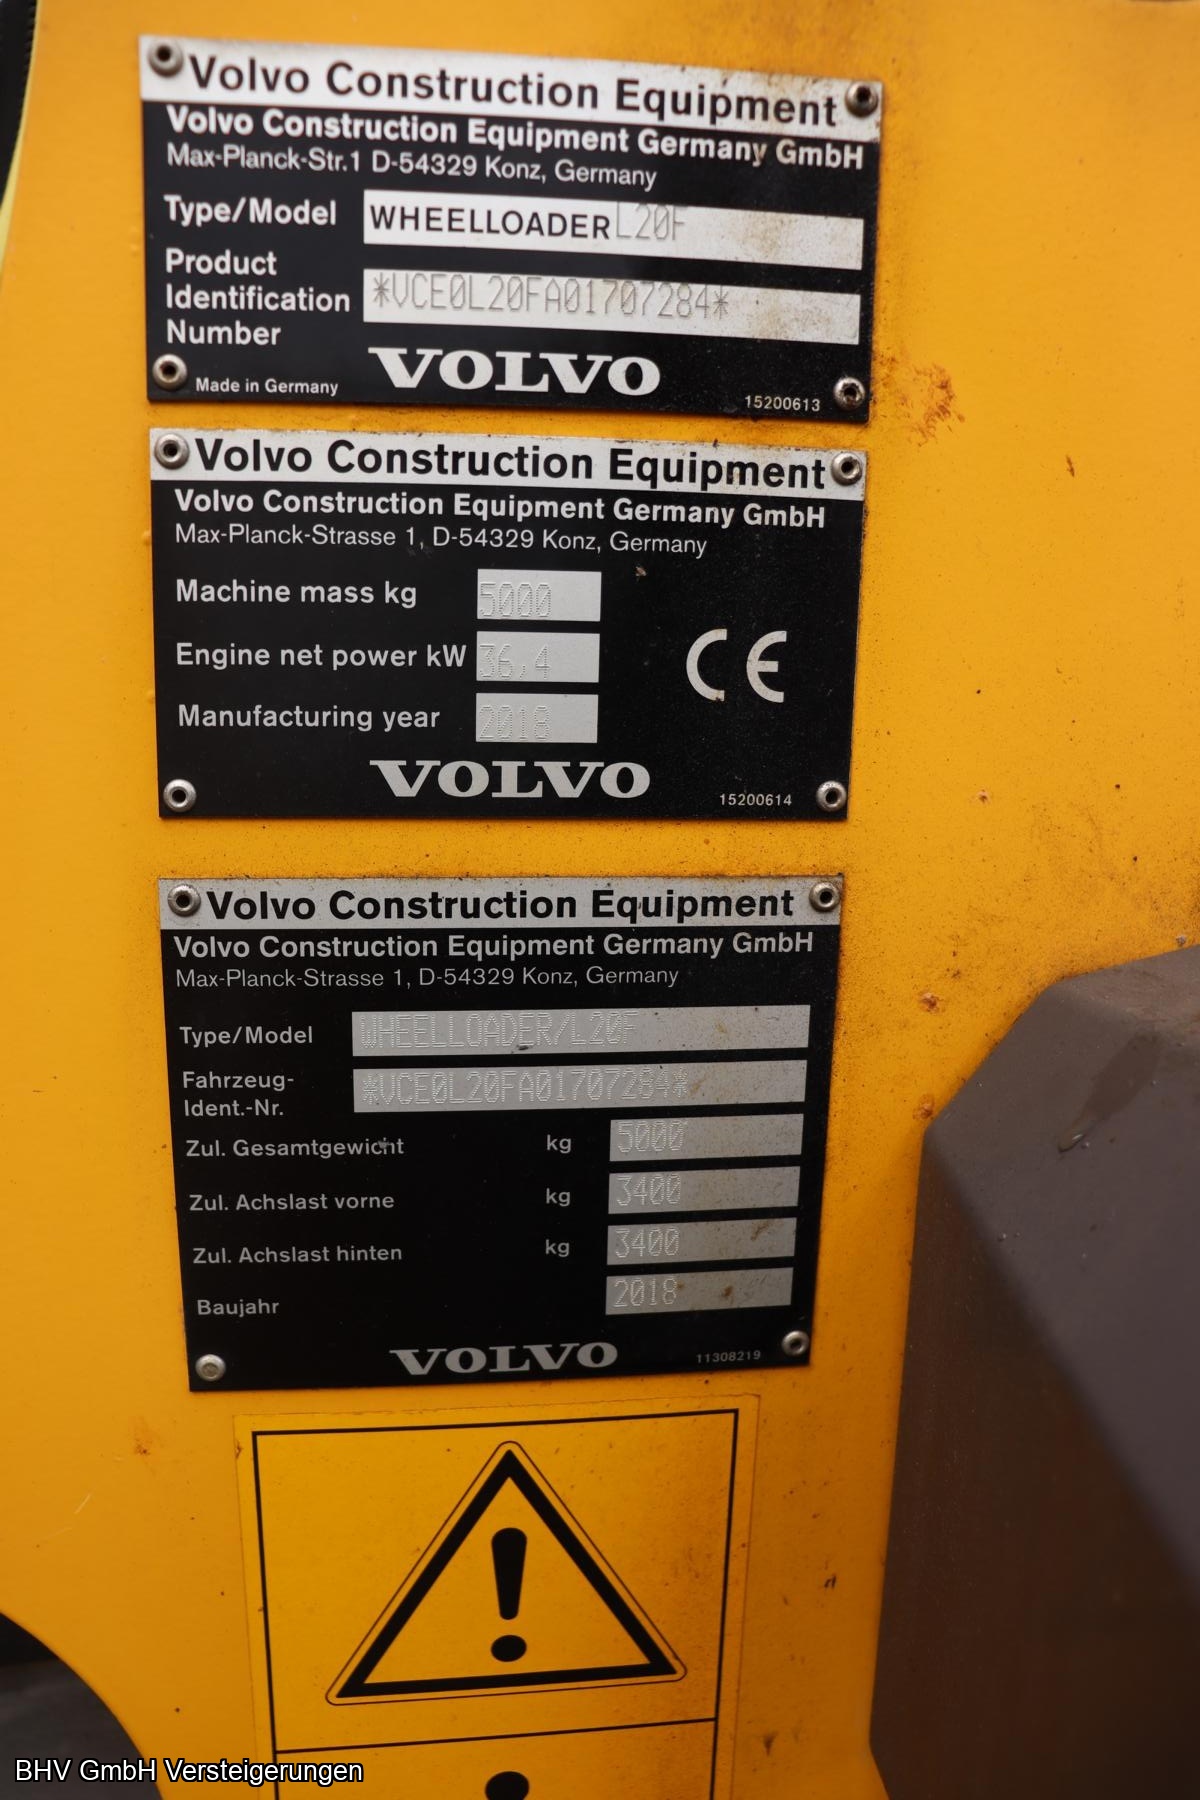 Volvo Construction Equipment
Volvo Construction Equipment Germany GmbH
Max-Planck-Str.1 D-54329 Konz, Germany
Type/Model WHEELLOADER L20F
Product
Identification
Number
*VCE0L20FA01707284*
Made in Germany
VOLVO
15200613
Volvo Construction Equipment
Volvo Construction Equipment Germany GmbH
Max-Planck-Strasse 1, D-54329 Konz, Germany
Machine mass kg 5000
Engine net power kW 36,4
Manufacturing year 2018
CE
VOLVO
15200614
Volvo Construction Equipment
Volvo Construction Equipment Germany GmbH
Max-Planck-Strasse 1, D-54329 Konz, Germany
Type/Model WHEELLOADER/L20F
Fahrzeug-
Ident.-Nr. *VCE0L20FA01707284*
Zul. Gesamtgewicht kg 5000
Zul. Achslast vorne kg 3400
Zul. Achslast hinten kg 3400
Baujahr 2018
VOLVO
11308219
BHV GmbH Versteigerungen